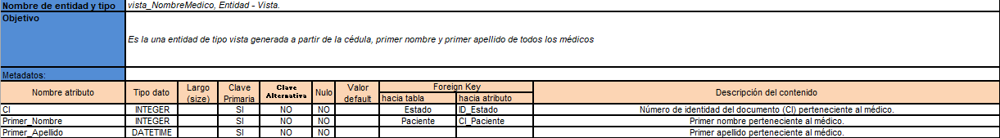 Nombre de entidad y tipo vista_NombreMedico, Entidad - Vista.
Objetivo
Es la una entidad de tipo vista generada a partir de la cédula, primer nombre y primer apellido de todos los médicos
Metadatos:
Nombre atributo Tipo dato Largo (size) Clave Primaria Clave Alternativa Nulo Valor default Foreign Key Descripción del contenido
hacia tabla hacia atributo
CI INTEGER SI NO NO Estado ID_Estado Número de identidad del documento (CI) perteneciente al médico.
Primer_Nombre INTEGER SI NO NO Paciente CI_Paciente Primer nombre perteneciente al médico.
Primer_Apellido DATETIME SI NO NO Primer apellido perteneciente al médico.